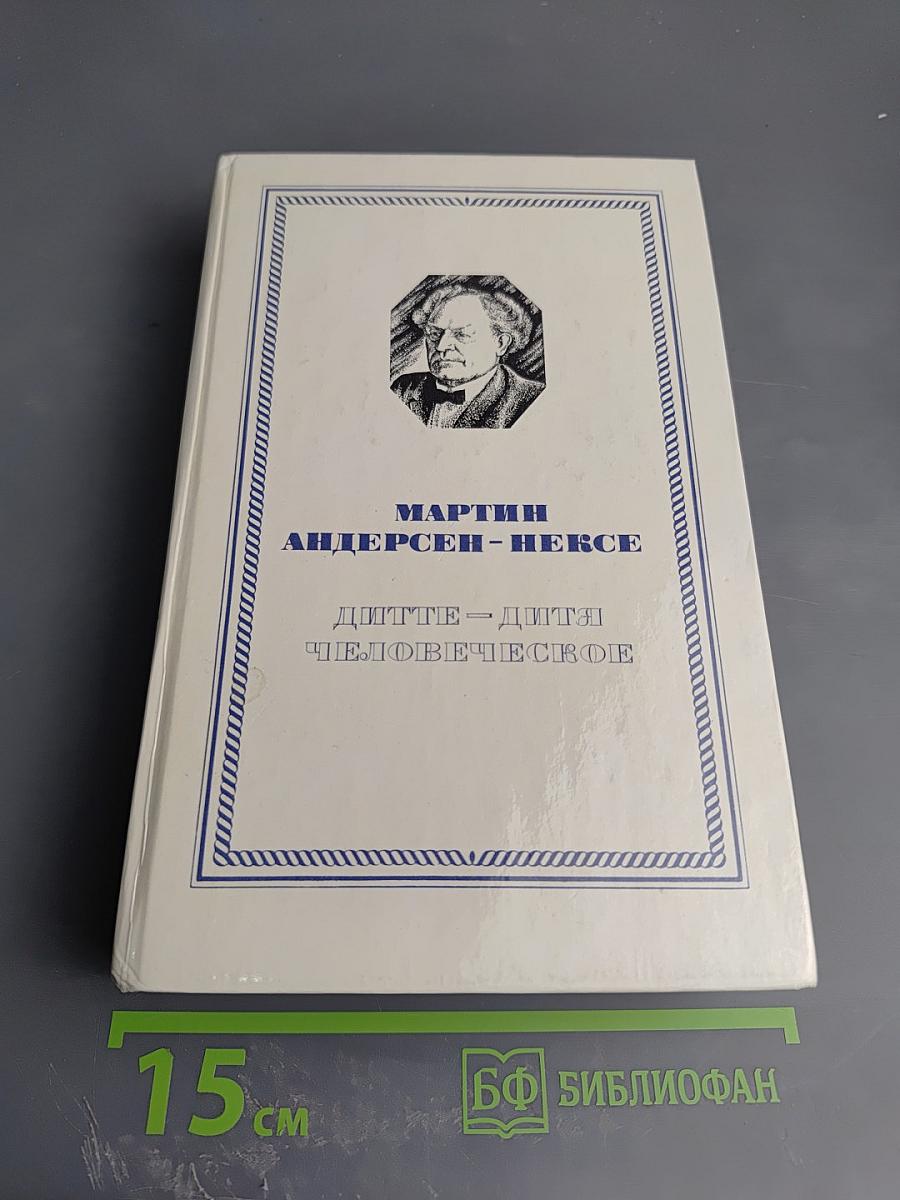 МАРТИН
АНДЕРСЕН-НЕКСЕ
ДИТТЕ — ДИТЯ
ЧЕЛОВЕЧЕСКОЕ
15 см
БФ БИБЛИОФАН